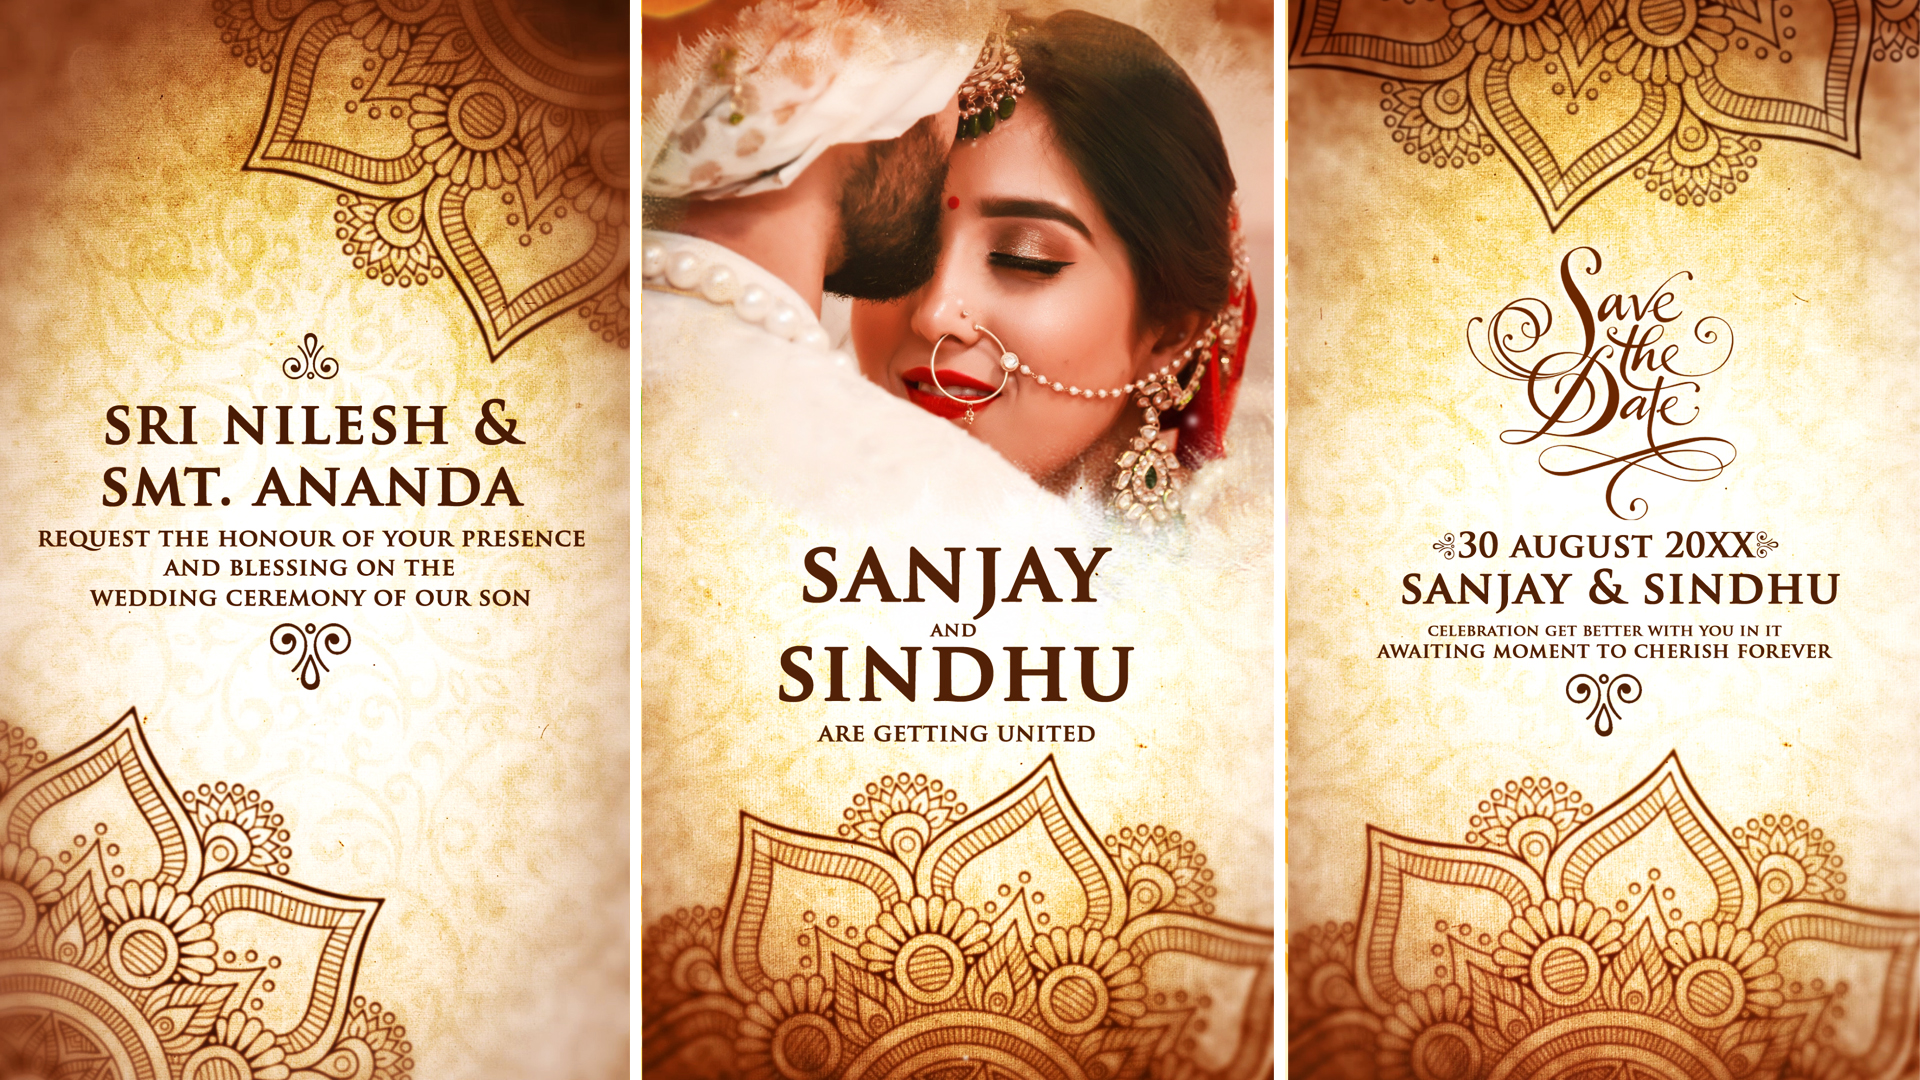 SRI NILESH &
SMT. ANANDA
REQUEST THE HONOUR OF YOUR PRESENCE
AND BLESSING ON THE
WEDDING CEREMONY OF OUR SON
SANJAY
AND
SINDHU
ARE GETTING UNITED
Save
the
Date
30 AUGUST 20XX
SANJAY & SINDHU
CELEBRATION GET BETTER WITH YOU IN IT
AWAITING MOMENT TO CHERISH FOREVER